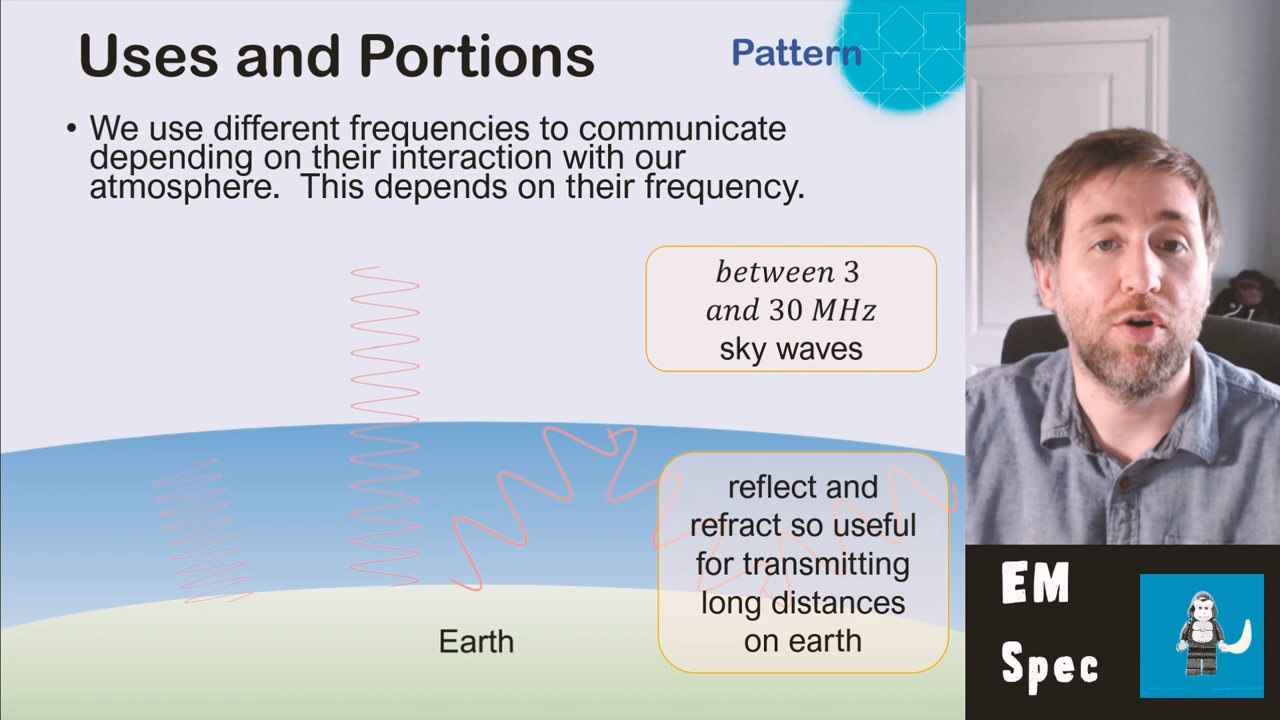 Uses and Portions
Pattern
• We use different frequencies to communicate
depending on their interaction with our
atmosphere.  This depends on their frequency.
between 3
and 30 MHz
sky waves
reflect and
refract so useful
for transmitting
long distances
on earth
Earth
EM
Spec